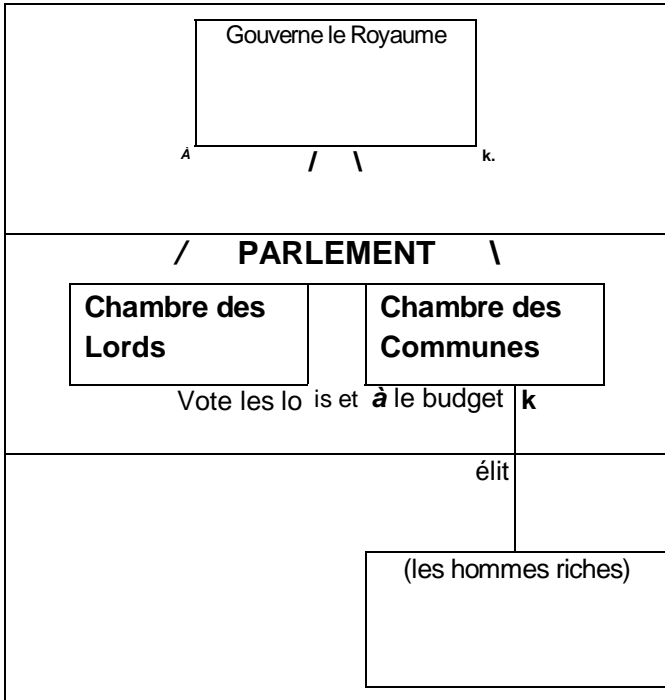 Gouverne le Royaume
À / \ k.
/ PARLEMENT \
Chambre des
Lords
Chambre des
Communes
Vote les lo is et à le budget k
élit
(les hommes riches)